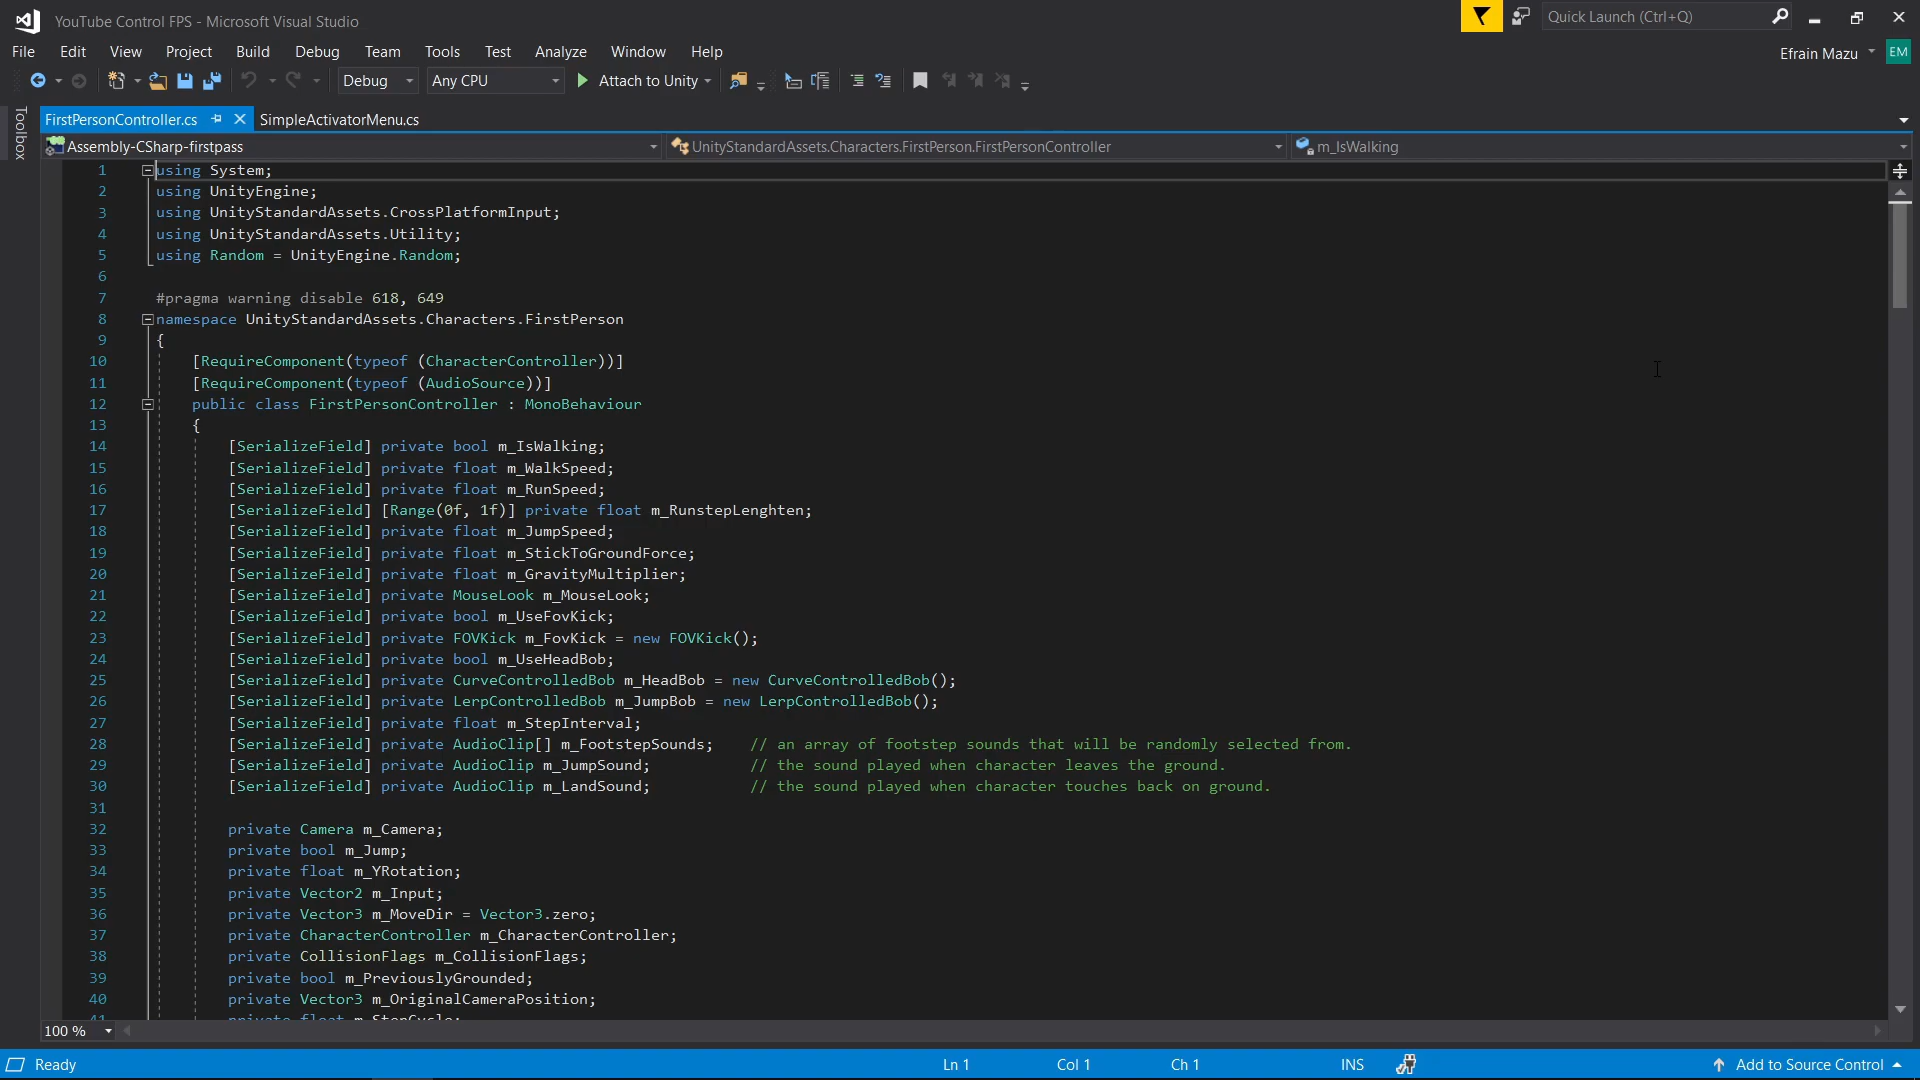 YouTube Control FPS - Microsoft Visual Studio
Quick Launch (Ctrl+Q)
File Edit View Project Build Debug Team Tools Test Analyze Window Help
Efrain Mazu EM
Debug Any CPU Attach to Unity
Toolbox
FirstPersonController.cs SimpleActivatorMenu.cs
Assembly-CSharp-firstpass UnityStandardAssets.Characters.FirstPerson.FirstPersonController m_IsWalking
1 using System;
2 using UnityEngine;
3 using UnityStandardAssets.CrossPlatformInput;
4 using UnityStandardAssets.Utility;
5 using Random = UnityEngine.Random;
6
7 #pragma warning disable 618, 649
8 namespace UnityStandardAssets.Characters.FirstPerson
9 {
10 [RequireComponent(typeof (CharacterController))]
11 [RequireComponent(typeof (AudioSource))]
12 public class FirstPersonController : MonoBehaviour
13 {
14 [SerializeField] private bool m_IsWalking;
15 [SerializeField] private float m_WalkSpeed;
16 [SerializeField] private float m_RunSpeed;
17 [SerializeField] [Range(0f, 1f)] private float m_RunstepLenghten;
18 [SerializeField] private float m_JumpSpeed;
19 [SerializeField] private float m_StickToGroundForce;
20 [SerializeField] private float m_GravityMultiplier;
21 [SerializeField] private MouseLook m_MouseLook;
22 [SerializeField] private bool m_UseFovKick;
23 [SerializeField] private FOVKick m_FovKick = new FOVKick();
24 [SerializeField] private bool m_UseHeadBob;
25 [SerializeField] private CurveControlledBob m_HeadBob = new CurveControlledBob();
26 [SerializeField] private LerpControlledBob m_JumpBob = new LerpControlledBob();
27 [SerializeField] private float m_StepInterval;
28 [SerializeField] private AudioClip[] m_FootstepSounds; // an array of footstep sounds that will be randomly selected from.
29 [SerializeField] private AudioClip m_JumpSound; // the sound played when character leaves the ground.
30 [SerializeField] private AudioClip m_LandSound; // the sound played when character touches back on ground.
31
32 private Camera m_Camera;
33 private bool m_Jump;
34 private float m_YRotation;
35 private Vector2 m_Input;
36 private Vector3 m_MoveDir = Vector3.zero;
37 private CharacterController m_CharacterController;
38 private CollisionFlags m_CollisionFlags;
39 private bool m_PreviouslyGrounded;
40 private Vector3 m_OriginalCameraPosition;
41 private float m_StepCycle;
100 %
Ready Ln 1 Col 1 Ch 1 INS Add to Source Control